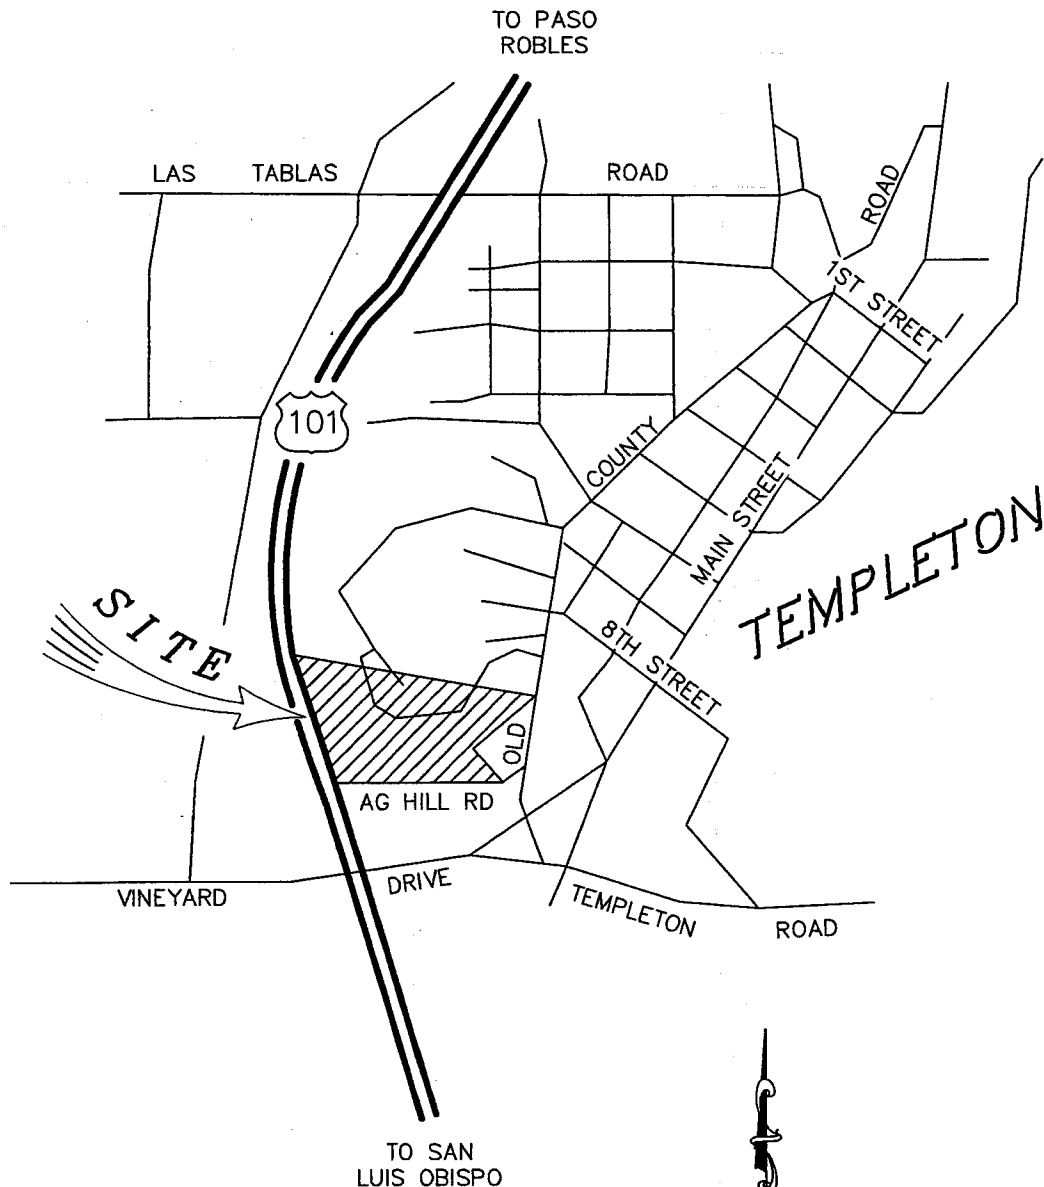 TO PASO
ROBLES
LAS TABLAS ROAD
ROAD
1ST STREET
101
COUNTY
MAIN STREET
TEMPLETON
SITE
8TH STREET
OLD
AG HILL RD
VINEYARD DRIVE
TEMPLETON ROAD
TO SAN
LUIS OBISPO